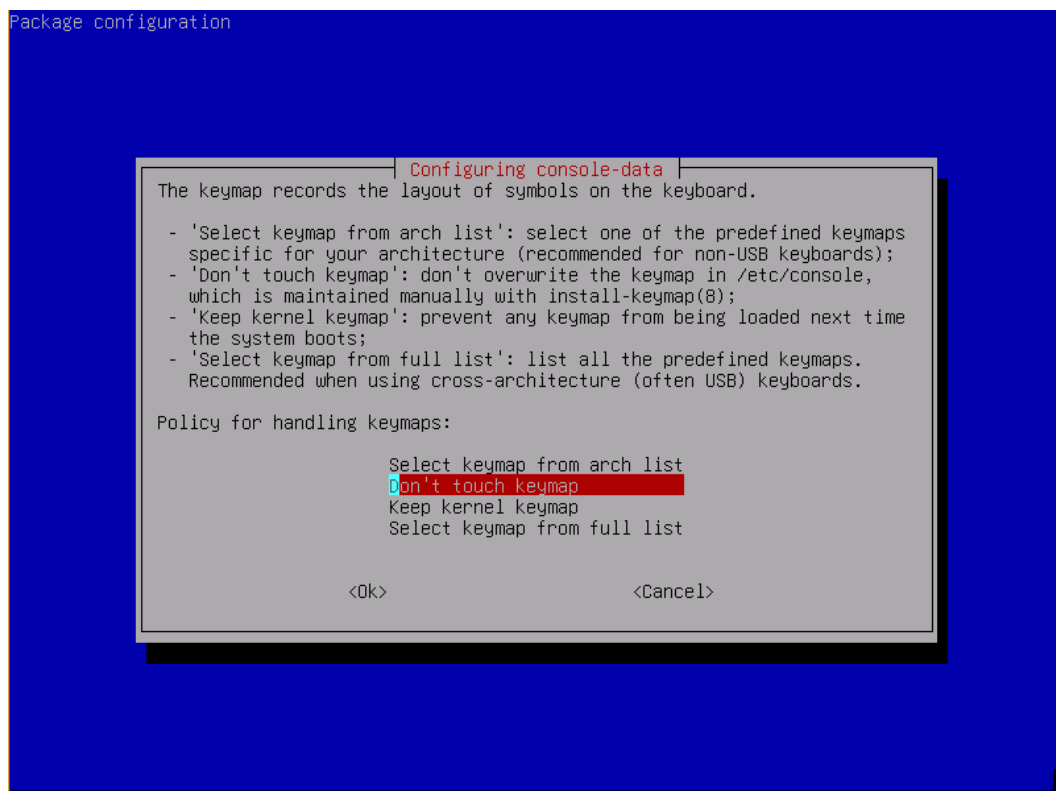 Package configuration
Configuring console-data
The keymap records the layout of symbols on the keyboard.
- 'Select keymap from arch list': select one of the predefined keymaps
specific for your architecture (recommended for non-USB keyboards);
- 'Don't touch keymap': don't overwrite the keymap in /etc/console,
which is maintained manually with install-keymap(8);
- 'Keep kernel keymap': prevent any keymap from being loaded next time
the system boots;
- 'Select keymap from full list': list all the predefined keymaps.
Recommended when using cross-architecture (often USB) keyboards.
Policy for handling keymaps:
Select keymap from arch list
Don't touch keymap
Keep kernel keymap
Select keymap from full list
<Ok> <Cancel>